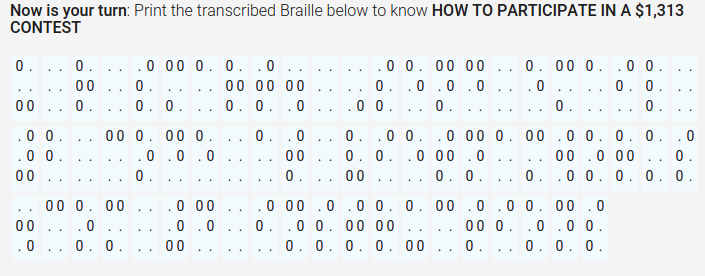 Now is your turn: Print the transcribed Braille below to know HOW TO PARTICIPATE IN A $1,313
CONTEST
0. .. 0. .. .0 00 0. 0. .0 .. .. .. .0 0. 00 00 .. 0. 00 0. .0 0. ..
.. .. 00 .. 0. .. .. 00 00 00 .. .. 0. .0 .0 .0 .. .0 .. .. 0. 0. ..
00 .. 0. .. 0. 0. .. 0. 0. .0 .. .0 0. .. 0. .. .. .. 0. .. .. 0. ..
.0 0. .. 00 0. 00 0. .. 0. .0 .. 0. .0 0. .0 00 0. 00 .0 0. 0. 0. .0
.0 0. .. .. .0 .0 .0 .. .. 00 .. 0. 0. .0 00 .0 .. .. 00 .0 00 .. 0.
00 .. .. .. 0. .. .. .. .. 0. .. 00 .. .. 0. 0. .. 0. .0 0. 0. 0. 0.
.. 00 0. 00 .. .0 00 .. .0 00 .0 .0 0. 0. 00 .0 .0 0. 00 .0
00 .. .0 .. .. .0 .0 .. 0. .0 0. 00 00 .. .. 00 0. .0 .0 0.
.0 .. 0. 0. .. 00 .. .. .. 0. 0. 0. 0. 00 .. 0. .. 0. 0. 0.